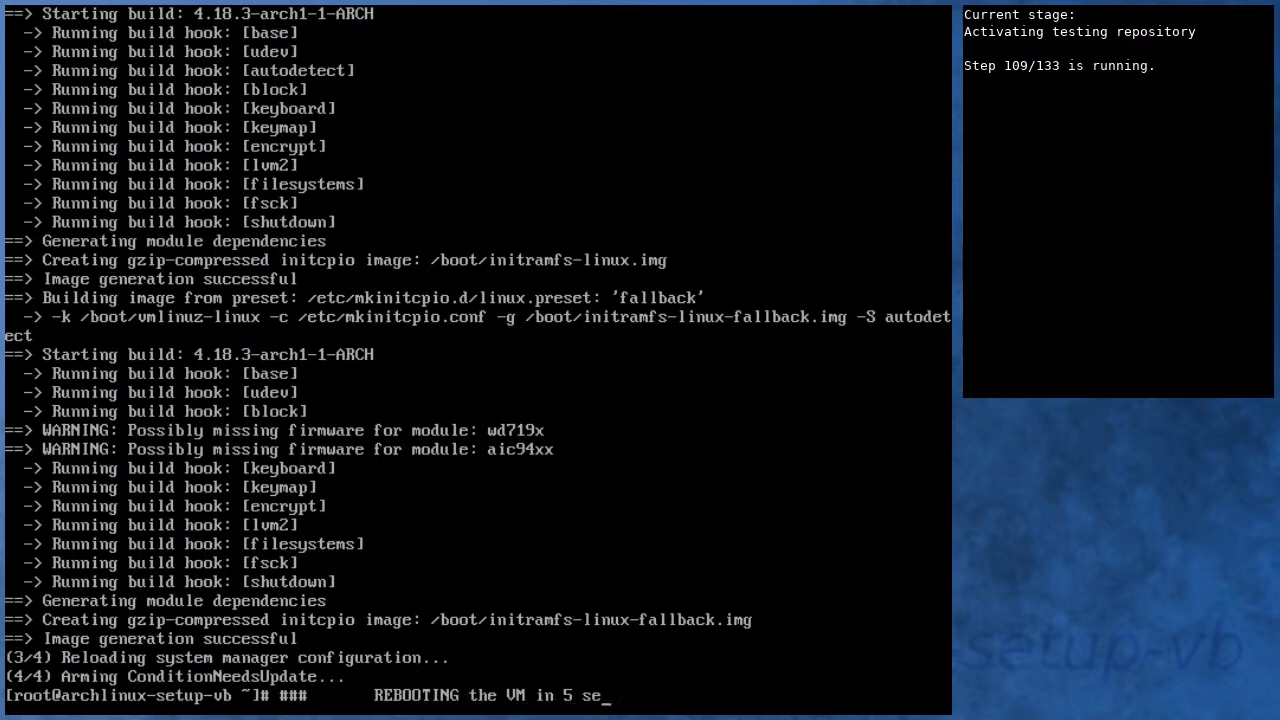 ==> Starting build: 4.18.3-arch1-1-ARCH
  -> Running build hook: [base]
  -> Running build hook: [udev]
  -> Running build hook: [autodetect]
  -> Running build hook: [block]
  -> Running build hook: [keyboard]
  -> Running build hook: [keymap]
  -> Running build hook: [encrypt]
  -> Running build hook: [lvm2]
  -> Running build hook: [filesystems]
  -> Running build hook: [fsck]
  -> Running build hook: [shutdown]
==> Generating module dependencies
==> Creating gzip-compressed initcpio image: /boot/initramfs-linux.img
==> Image generation successful
==> Building image from preset: /etc/mkinitcpio.d/linux.preset: 'fallback'
  -> -k /boot/vmlinuz-linux -c /etc/mkinitcpio.conf -g /boot/initramfs-linux-fallback.img -S autodet
ect
==> Starting build: 4.18.3-arch1-1-ARCH
  -> Running build hook: [base]
  -> Running build hook: [udev]
  -> Running build hook: [block]
==> WARNING: Possibly missing firmware for module: wd719x
==> WARNING: Possibly missing firmware for module: aic94xx
  -> Running build hook: [keyboard]
  -> Running build hook: [keymap]
  -> Running build hook: [encrypt]
  -> Running build hook: [lvm2]
  -> Running build hook: [filesystems]
  -> Running build hook: [fsck]
  -> Running build hook: [shutdown]
==> Generating module dependencies
==> Creating gzip-compressed initcpio image: /boot/initramfs-linux-fallback.img
==> Image generation successful
(3/4) Reloading system manager configuration...
(4/4) Arming ConditionNeedsUpdate...
[root@archlinux-setup-vb ~]# ###       REBOOTING the VM in 5 se_
Current stage:
Activating testing repository
Step 109/133 is running.
setup-vb